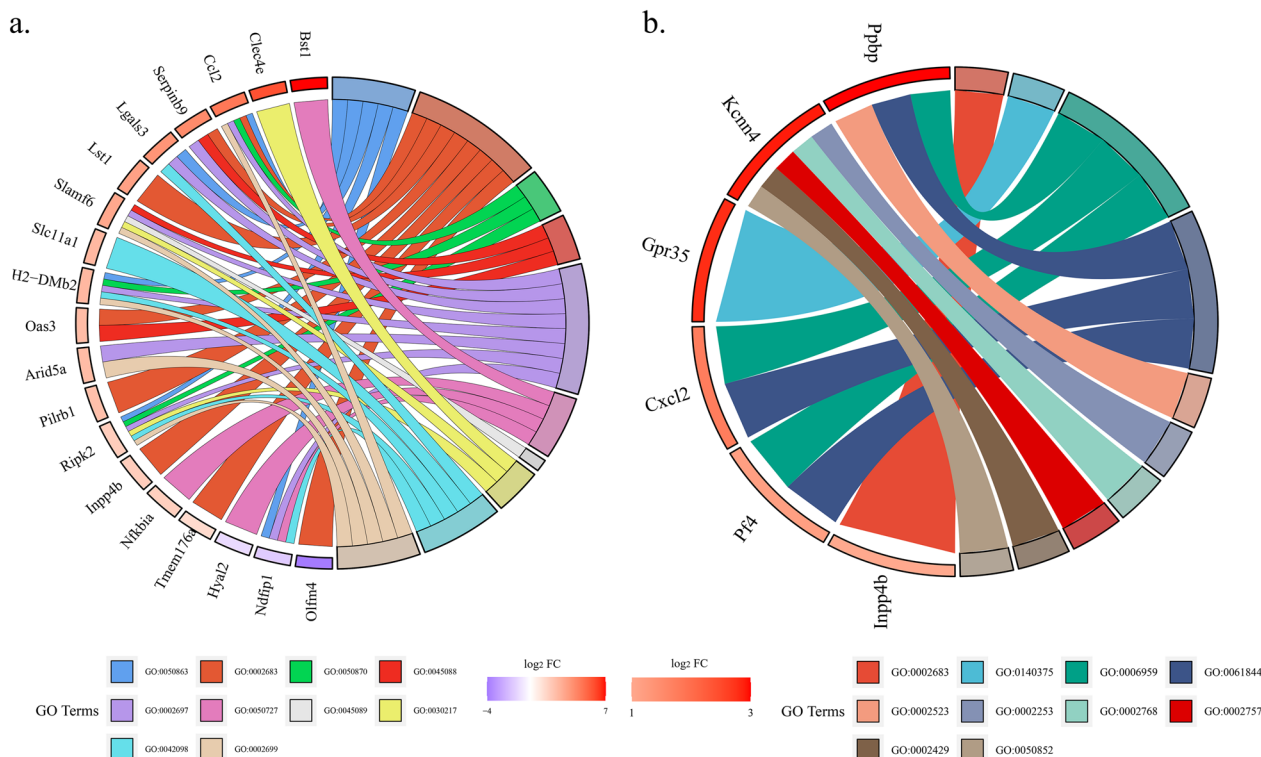 a.
Bst1
Clec4e
Ccl2
Serpinb9
Lgals3
Lst1
Slamf6
Slc11a1
H2−DMb2
Oas3
Arid5a
Pilrb1
Ripk2
Inpp4b
Nfkbia
Tmem176a
Hyal2
Ndfip1
Olfm4
b.
Ppbp
Kcnn4
Gpr35
Cxcl2
Pf4
Inpp4b
GO Terms
GO:0050863
GO:0002683
GO:0050870
GO:0045088
GO:0002697
GO:0050727
GO:0045089
GO:0030217
GO:0042098
GO:0002699
log2 FC
−4
7
log2 FC
1
3
GO Terms
GO:0002683
GO:0140375
GO:0006959
GO:0061844
GO:0002523
GO:0002253
GO:0002768
GO:0002757
GO:0002429
GO:0050852